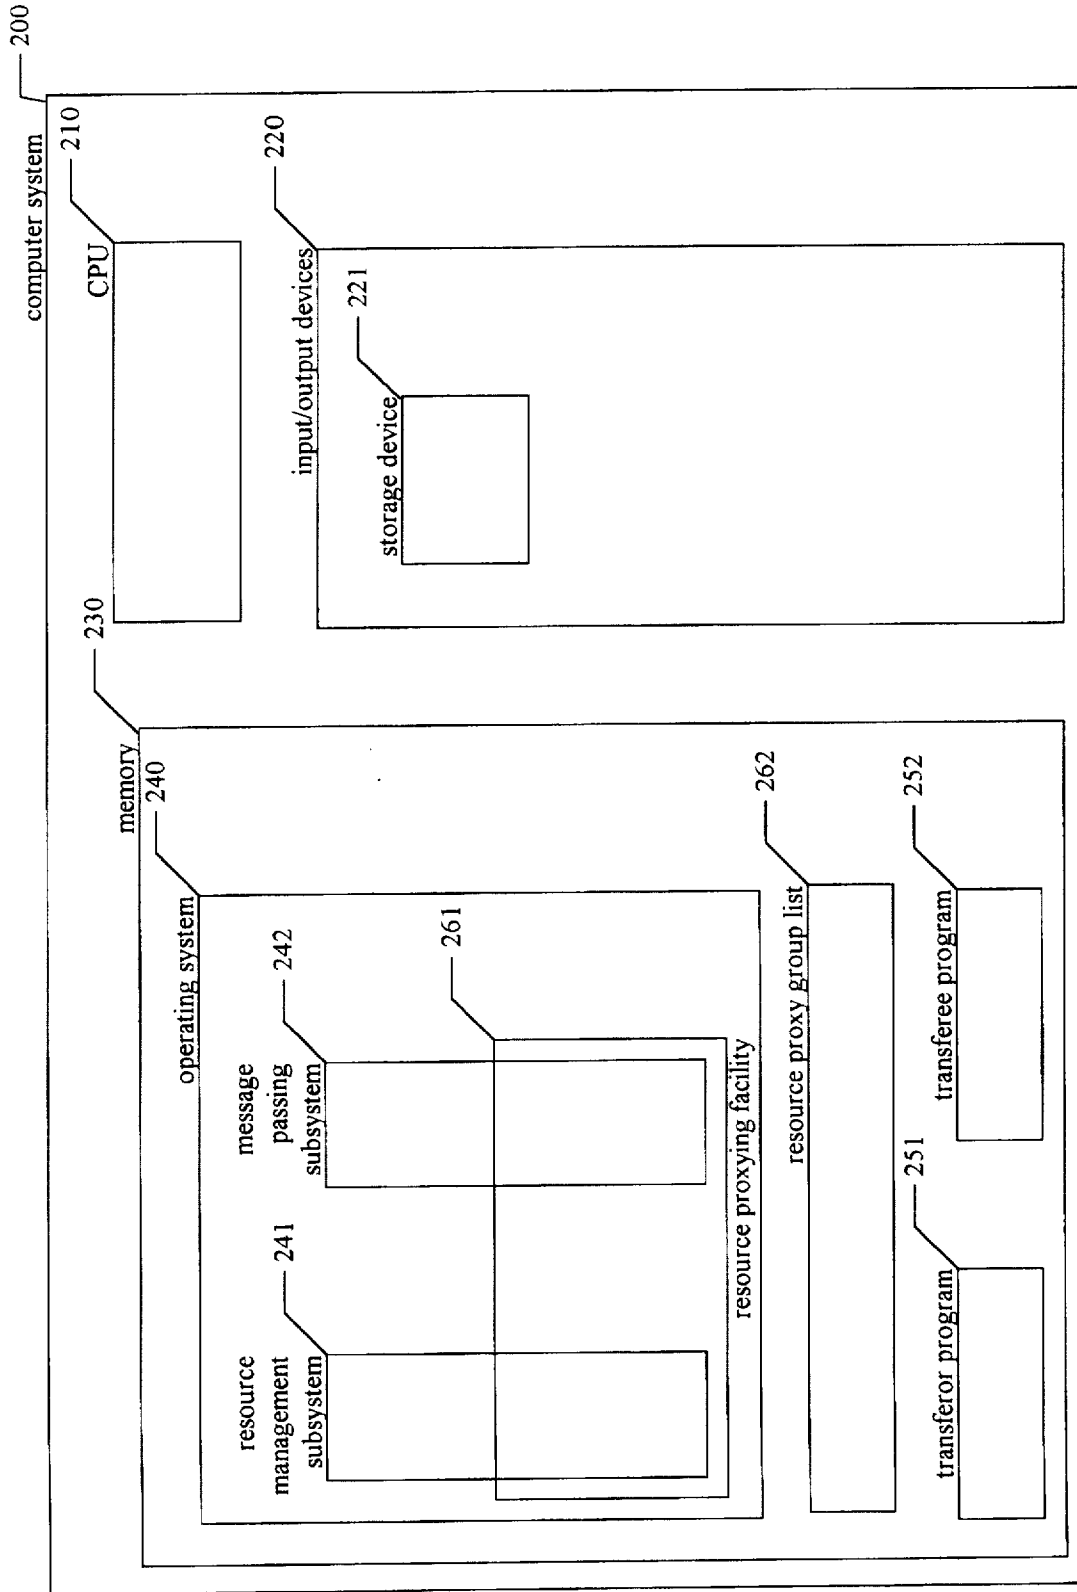 computer system
200
memory
230
CPU
210
operating system
240
input/output devices
220
resource
management
subsystem
241
message
passing
subsystem
242
storage device
221
261
resource proxying facility
resource proxy group list
262
transferor program
251
transferee program
252